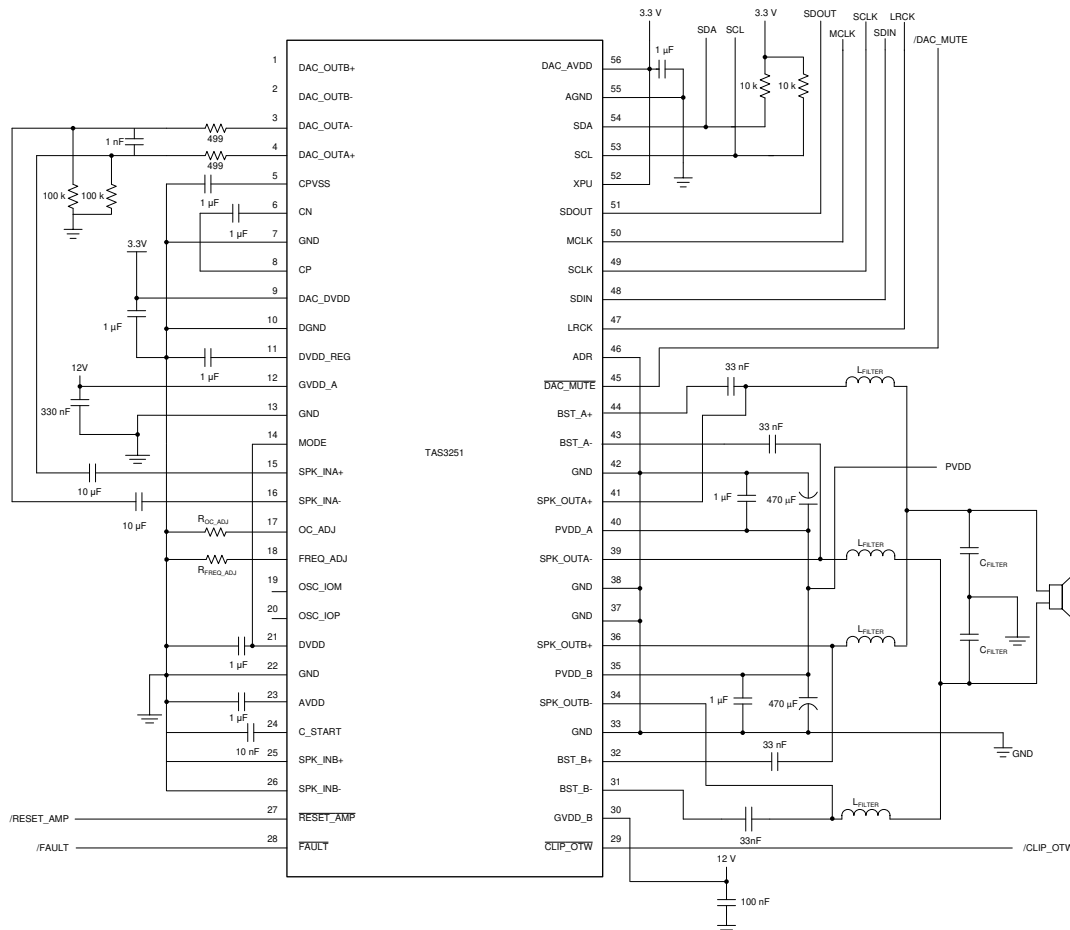 3.3 V
3.3 V
SDOUT
SCLK
LRCK
SDA
SCL
MCLK
SDIN
/DAC_MUTE
1 µF
10 k
10 k
1
DAC_OUTB+
2
DAC_OUTB-
3
DAC_OUTA-
4
DAC_OUTA+
5
CPVSS
6
CN
7
GND
8
CP
9
DAC_DVDD
10
DGND
11
DVDD_REG
12
GVDD_A
13
GND
14
MODE
15
SPK_INA+
16
SPK_INA-
17
OC_ADJ
18
FREQ_ADJ
19
OSC_IOM
20
OSC_IOP
21
DVDD
22
GND
23
AVDD
24
C_START
25
SPK_INB+
26
SPK_INB-
27
RESET_AMP
28
FAULT
499
1 nF
499
100 k
100 k
1 µF
1 µF
3.3V
1 µF
1 µF
12V
330 nF
10 µF
10 µF
ROC_ADJ
RFREQ_ADJ
1 µF
1 µF
10 nF
/RESET_AMP
/FAULT
TAS3251
56
DAC_AVDD
55
AGND
54
SDA
53
SCL
52
XPU
51
SDOUT
50
MCLK
49
SCLK
48
SDIN
47
LRCK
46
ADR
45
DAC_MUTE
44
BST_A+
43
BST_A-
42
GND
41
SPK_OUTA+
40
PVDD_A
39
SPK_OUTA-
38
GND
37
GND
36
SPK_OUTB+
35
PVDD_B
34
SPK_OUTB-
33
GND
32
BST_B+
31
BST_B-
30
GVDD_B
29
CLIP_OTW
33 nF
LFILTER
33 nF
PVDD
1 µF
470 µF
LFILTER
CFILTER
LFILTER
CFILTER
1 µF
470 µF
33 nF
GND
LFILTER
33nF
/CLIP_OTW
12 V
100 nF